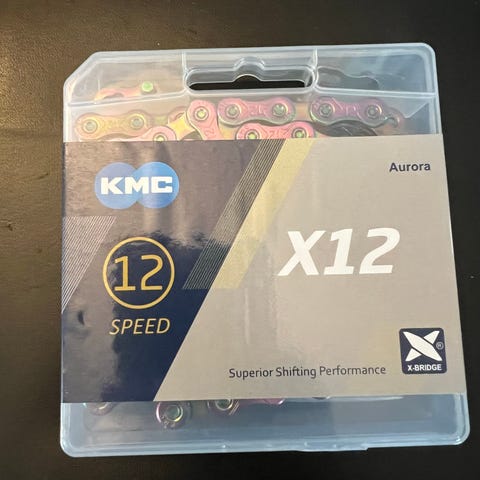 KMC
Aurora
X12
12
SPEED
X-BRIDGE
®
Superior Shifting Performance